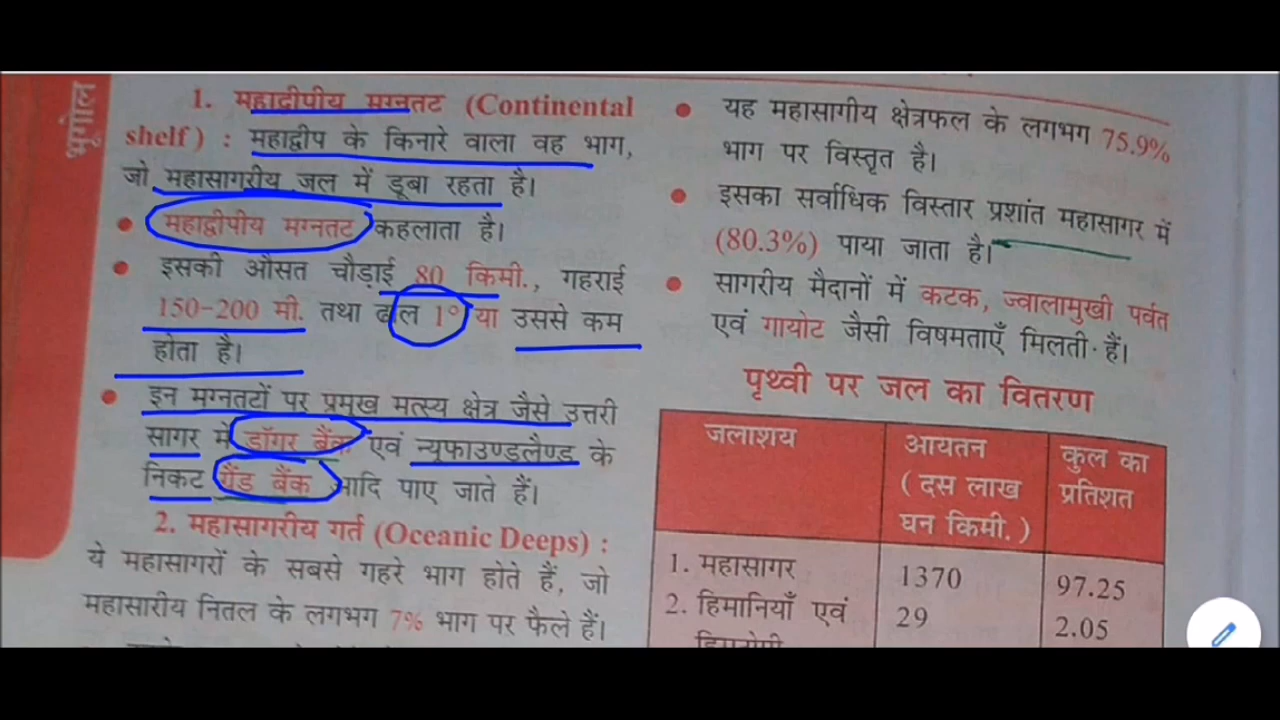 भूगोल
1. महाद्वीपीय मग्नतट (Continental
shelf) : महाद्वीप के किनारे वाला वह भाग,
जो महासागरीय जल में डूबा रहता है।
• महाद्वीपीय मग्नतट कहलाता है।
• इसकी औसत चौड़ाई 80 किमी., गहराई
150-200 मी. तथा ढाल 1° या उससे कम
होता है।
• इन मग्नतटों पर प्रमुख मत्स्य क्षेत्र जैसे उत्तरी
सागर में डॉगर बैंक एवं न्यूफाउण्डलैण्ड के
निकट ग्रैंड बैंक आदि पाए जाते हैं।
2. महासागरीय गर्त (Oceanic Deeps) :
ये महासागरों के सबसे गहरे भाग होते हैं, जो
महासारीय नितल के लगभग 7% भाग पर फैले हैं।
• यह महासागीय क्षेत्रफल के लगभग 75.9%
भाग पर विस्तृत है।
• इसका सर्वाधिक विस्तार प्रशांत महासागर में
(80.3%) पाया जाता है।
• सागरीय मैदानों में कटक, ज्वालामुखी पर्वत
एवं गायोट जैसी विषमताएँ मिलती हैं।
पृथ्वी पर जल का वितरण
जलाशय आयतन (दस लाख घन किमी.) कुल का प्रतिशत
1. महासागर 1370 97.25
2. हिमानियाँ एवं 29 2.05